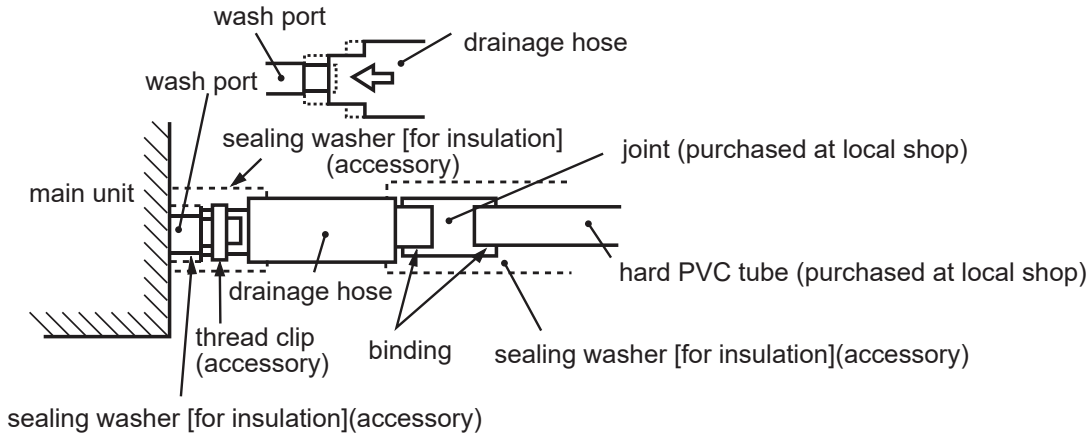 wash port
drainage hose
wash port
sealing washer [for insulation]
(accessory)
joint (purchased at local shop)
main unit
hard PVC tube (purchased at local shop)
drainage hose
thread clip
(accessory)
binding
sealing washer [for insulation](accessory)
sealing washer [for insulation](accessory)